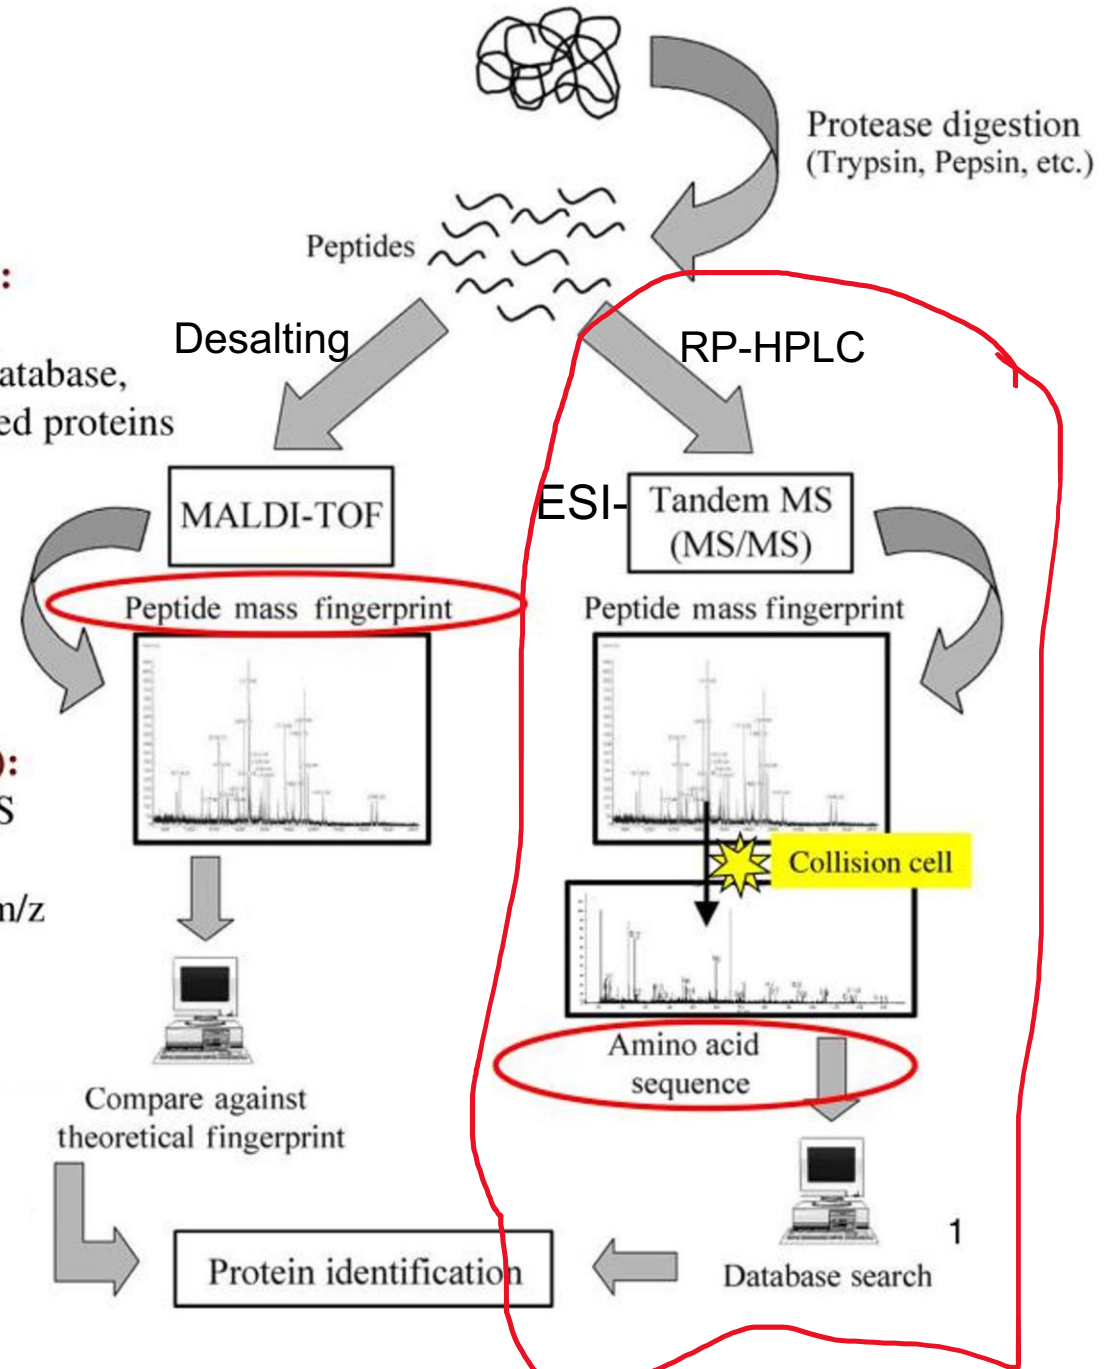 Protease digestion
(Trypsin, Pepsin, etc.)
Peptides
:
Desalting
RP-HPLC
atabase,
ed proteins
MALDI-TOF
ESI-
Tandem MS
(MS/MS)
Peptide mass fingerprint
Peptide mass fingerprint
):
S
m/z
Collision cell
Amino acid
sequence
Compare against
theoretical fingerprint
1
Protein identification
Database search